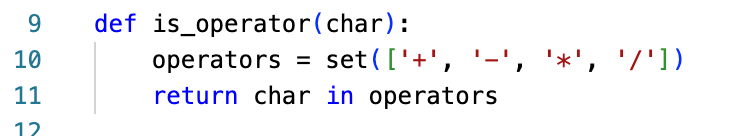 9 def is_operator(char):
10 operators = set(['+', '-', '*', '/'])
11 return char in operators
12